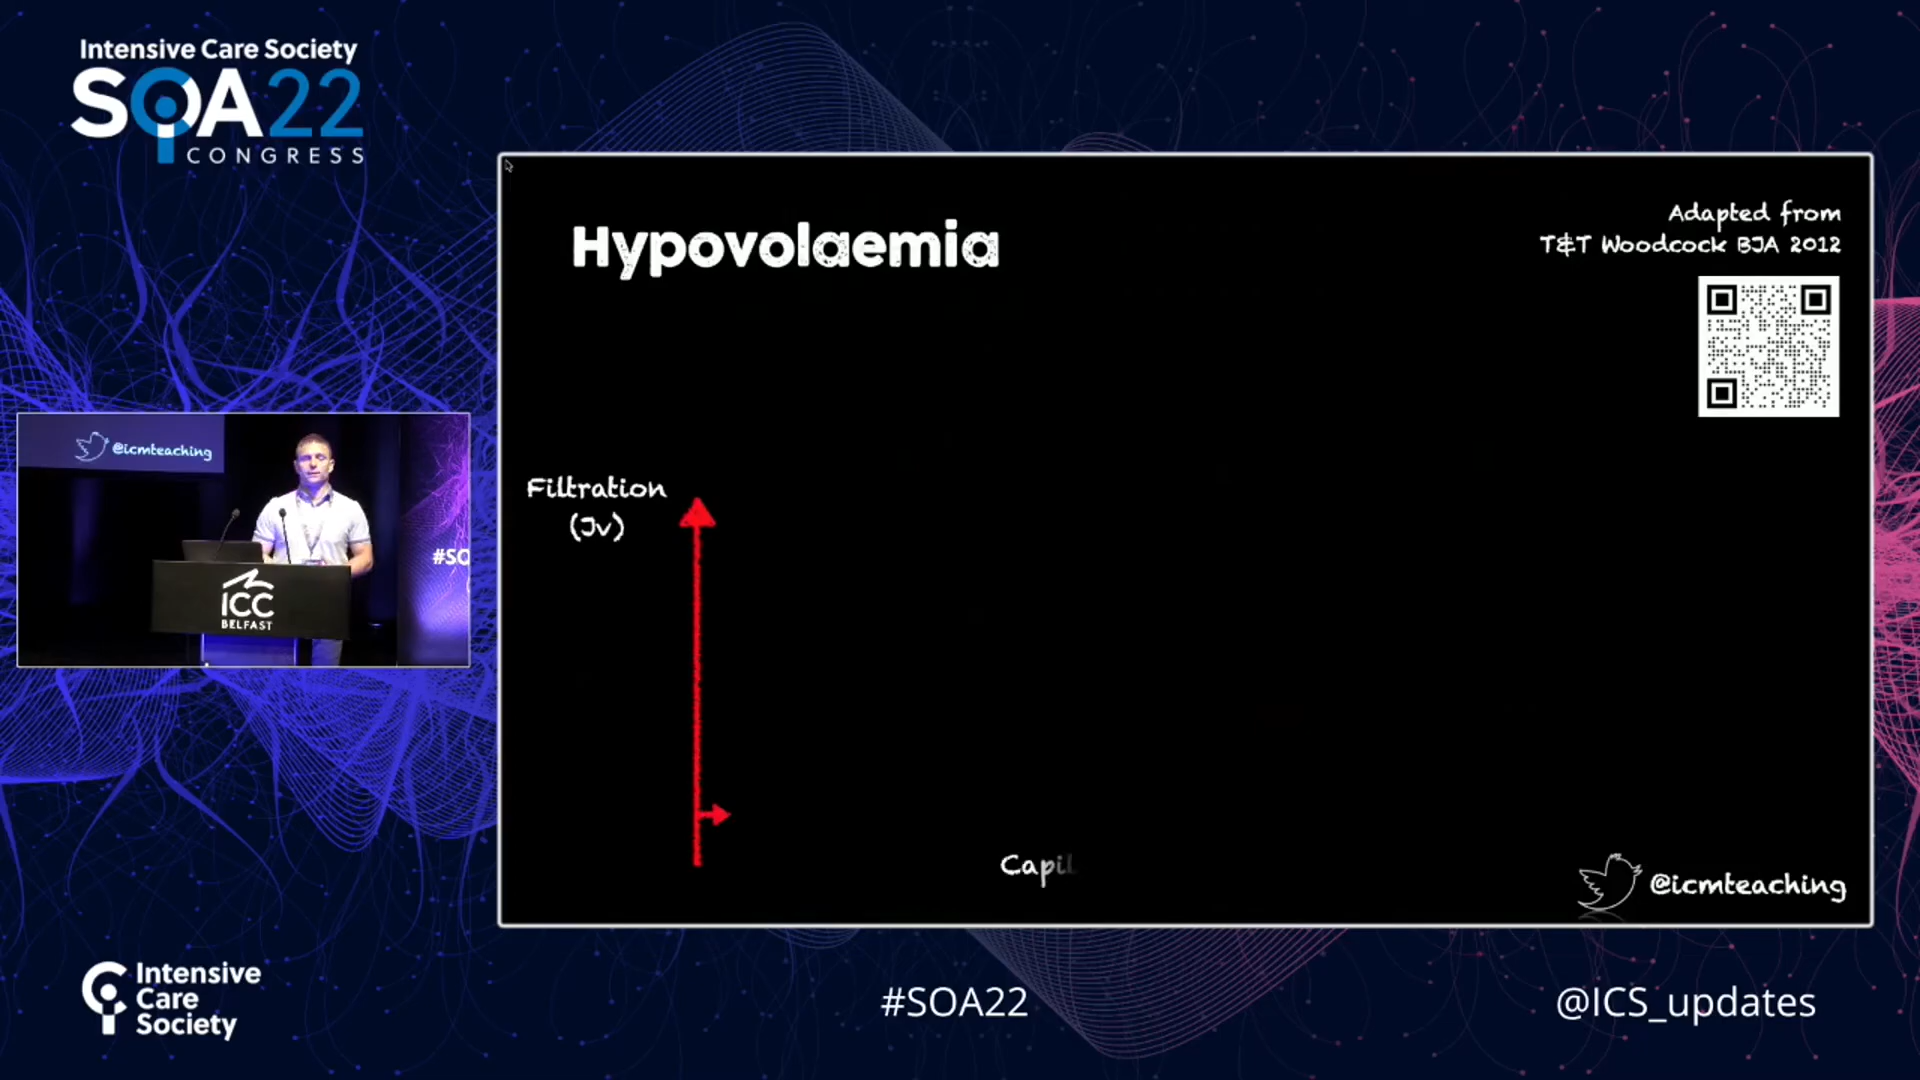 Intensive Care Society
SOA22
CONGRESS
Hypovolaemia
Adapted from
T&T Woodcock BJA 2012
@icmteaching
Filtration
(Jv)
#SO
ICC
BELFAST
Capil
@icmteaching
Intensive
Care
Society
#SOA22
@ICS_updates